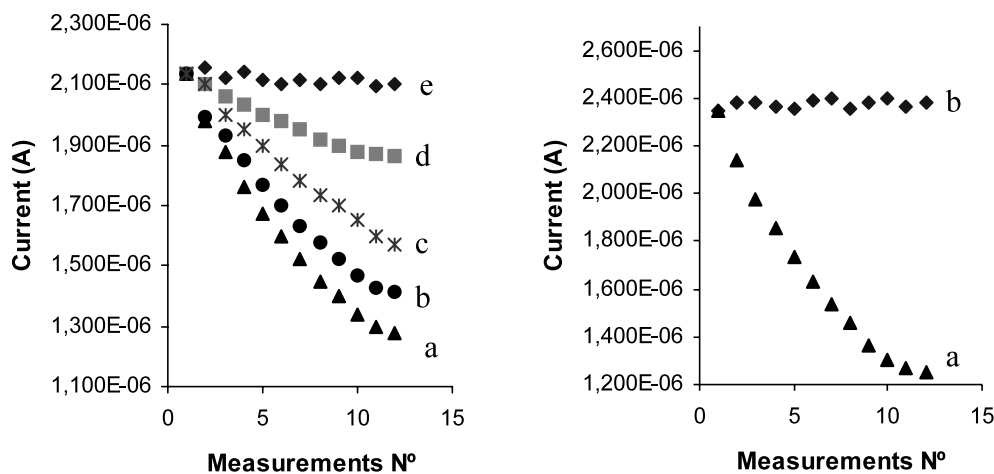 2,300E-06
2,100E-06
1,900E-06
1,700E-06
1,500E-06
1,300E-06
1,100E-06
Current (A)
e
d
c
b
a
0 5 10 15
Measurements Nº
2,600E-06
2,400E-06
2,200E-06
2,000E-06
1,800E-06
1,600E-06
1,400E-06
1,200E-06
Current (A)
b
a
0 5 10 15
Measurements Nº